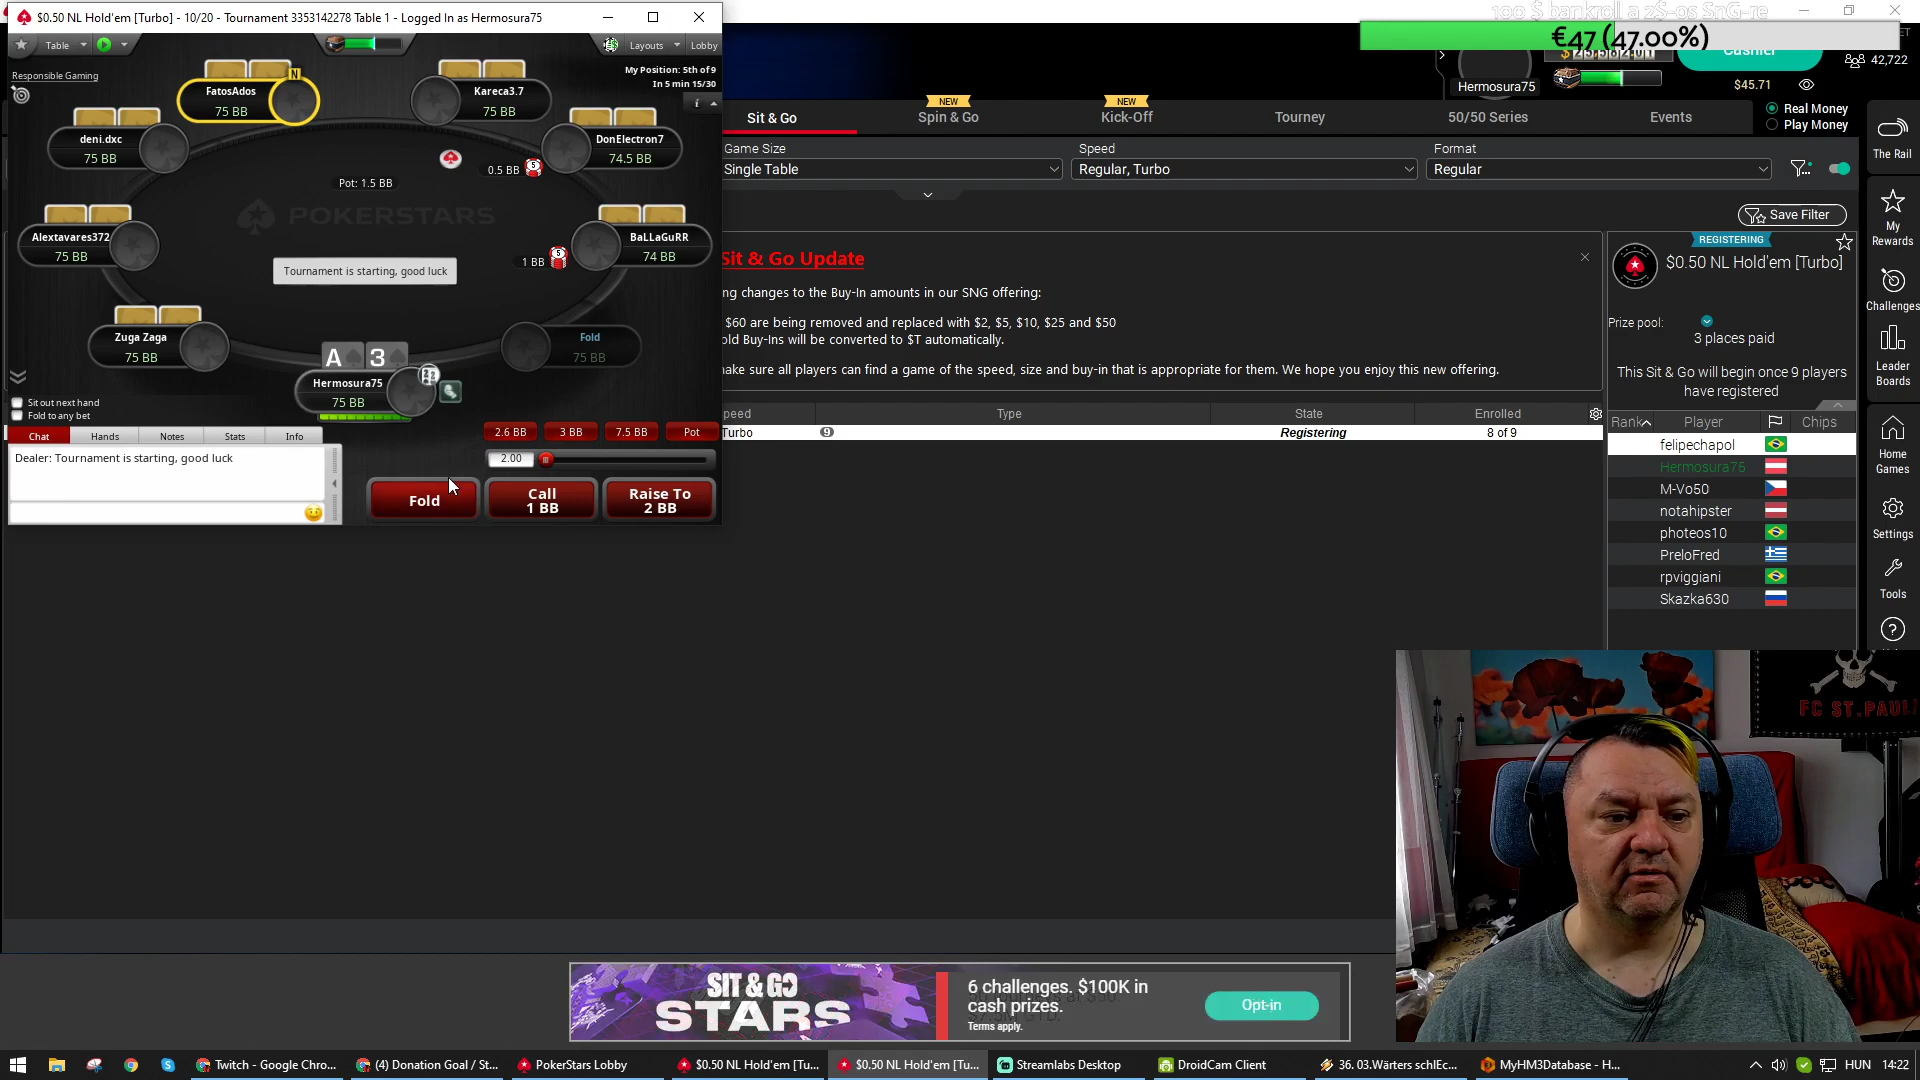 $0.50 NL Hold'em [Turbo] - 10/20 - Tournament 3353142278 Table 1 - Logged In as Hermosura75
100 $ bankroll a 2$-os SnG-re
€47 (47.00%)
Table
Layouts
Lobby
Responsible Gaming
My Position: 5th of 9
In 5 min 15/30
FatosAdos
75 BB
N
Kareca3.7
75 BB
deni.dxc
75 BB
DonElectron7
74.5 BB
0.5 BB
Pot: 1.5 BB
POKERSTARS
Alextavares372
75 BB
BaLLaGuRR
74 BB
1 BB
Tournament is starting, good luck
Zuga Zaga
75 BB
Fold
75 BB
A 3
Hermosura75
75 BB
Sit out next hand
Fold to any bet
Chat
Hands
Notes
Stats
Info
Dealer: Tournament is starting, good luck
2.6 BB
3 BB
7.5 BB
Pot
2.00
Fold
Call
1 BB
Raise To
2 BB
Hermosura75
Cashier
$45.71
42,722
Sit & Go
NEW
Spin & Go
NEW
Kick-Off
Tourney
50/50 Series
Events
Real Money
Play Money
Game Size
Single Table
Speed
Regular, Turbo
Format
Regular
Save Filter
Sit & Go Update
ng changes to the Buy-In amounts in our SNG offering:
$60 are being removed and replaced with $2, $5, $10, $25 and $50
old Buy-Ins will be converted to $T automatically.
ake sure all players can find a game of the speed, size and buy-in that is appropriate for them. We hope you enjoy this new offering.
peed
Type
State
Enrolled
Turbo
9
Registering
8 of 9
REGISTERING
$0.50 NL Hold'em [Turbo]
Prize pool:
3 places paid
This Sit & Go will begin once 9 players
have registered
Rank
Player
Chips
felipechapol
Hermosura75
M-Vo50
notahipster
photeos10
PreloFred
rpviggiani
Skazka630
The Rail
My
Rewards
Challenges
Leader
Boards
Home
Games
Settings
Tools
FC ST.PAULI
SIT & GO
STARS
6 challenges. $100K in
cash prizes.
Terms apply.
Opt-in
Twitch - Google Chro...
(4) Donation Goal / St...
PokerStars Lobby
$0.50 NL Hold'em [Tu...
$0.50 NL Hold'em [Tu...
Streamlabs Desktop
DroidCam Client
36. 03.Wärters schlEc...
MyHM3Database - H...
HUN
14:22